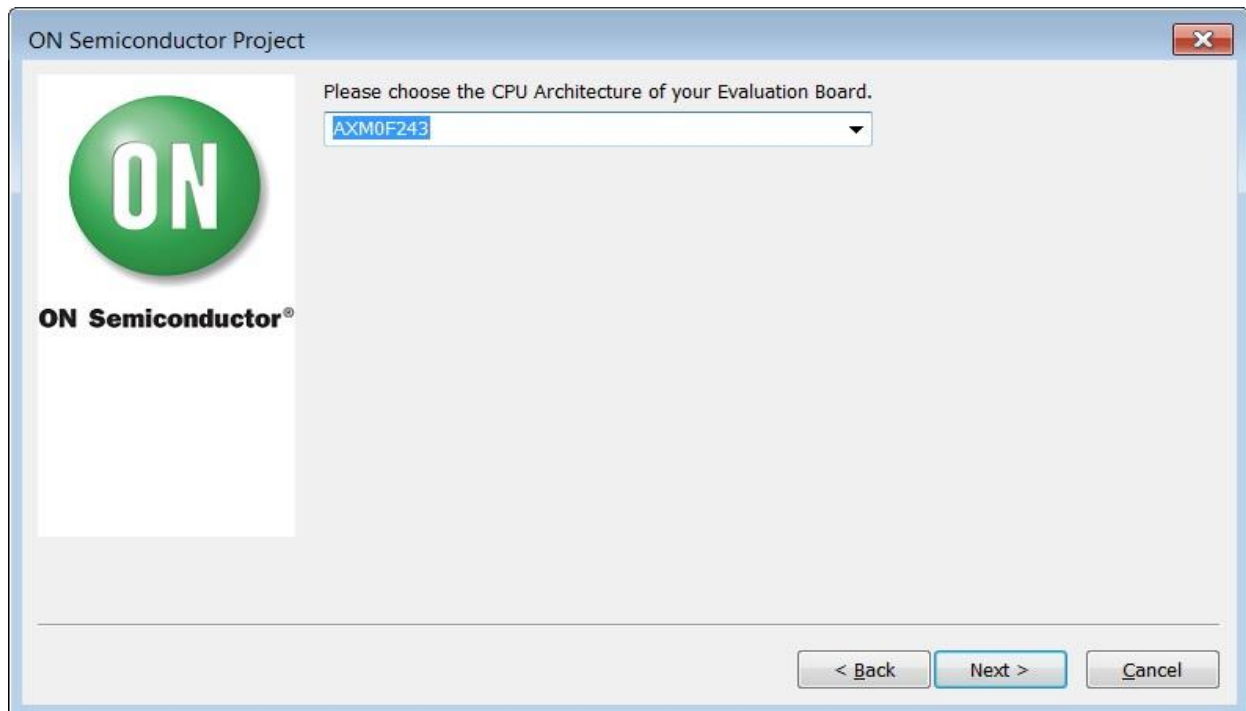 ON Semiconductor Project
Please choose the CPU Architecture of your Evaluation Board.
AXM0F243
ON
ON Semiconductor®
< Back
Next >
Cancel